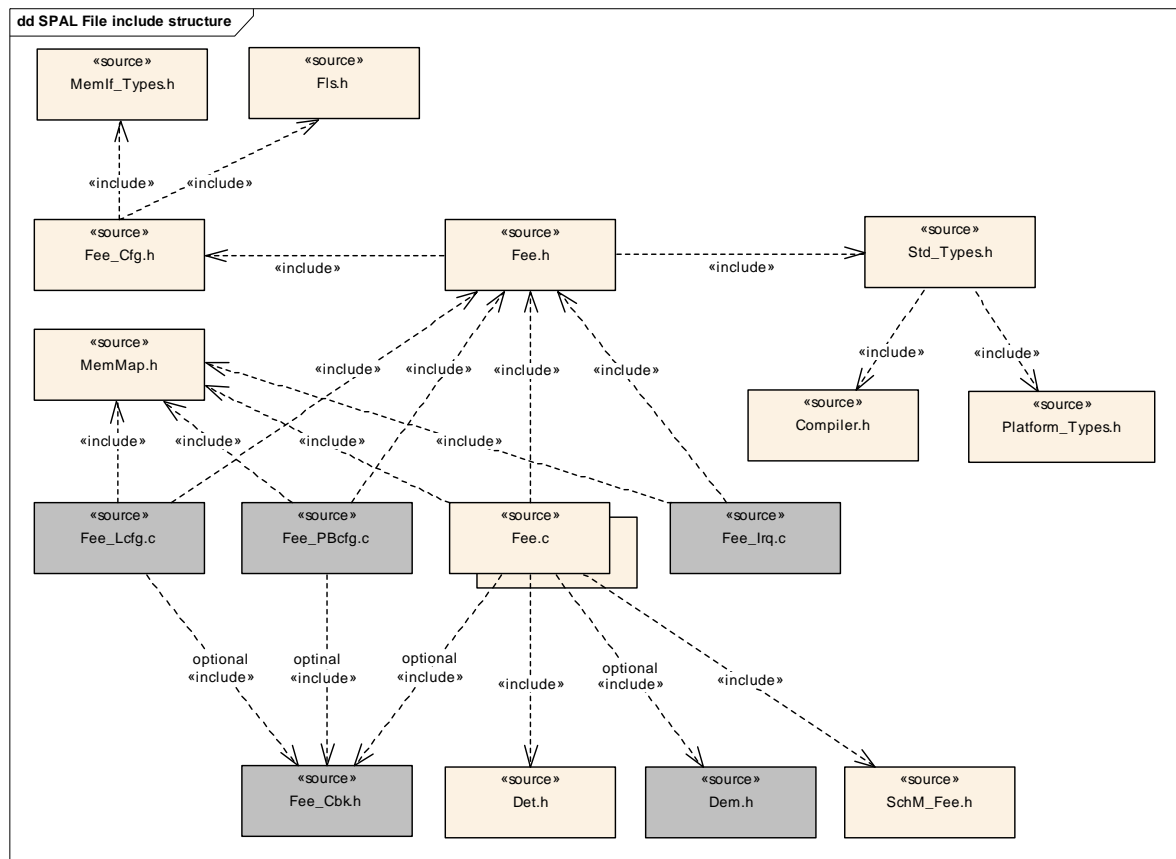 dd SPAL File include structure
«source»
MemIf_Types.h
«source»
Fls.h
«include»
«include»
«source»
Fee_Cfg.h
«source»
Fee.h
«source»
Std_Types.h
«include»
«include»
«source»
MemMap.h
«include»
«include»
«include»
«include»
«include»
«include»
«source»
Compiler.h
«source»
Platform_Types.h
«include»
«include»
«include»
«include»
«source»
Fee_Lcfg.c
«source»
Fee_PBcfg.c
«source»
Fee.c
«source»
Fee_Irq.c
optional
«include»
optinal
«include»
optional
«include»
«include»
optional
«include»
«include»
«source»
Fee_Cbk.h
«source»
Det.h
«source»
Dem.h
«source»
SchM_Fee.h